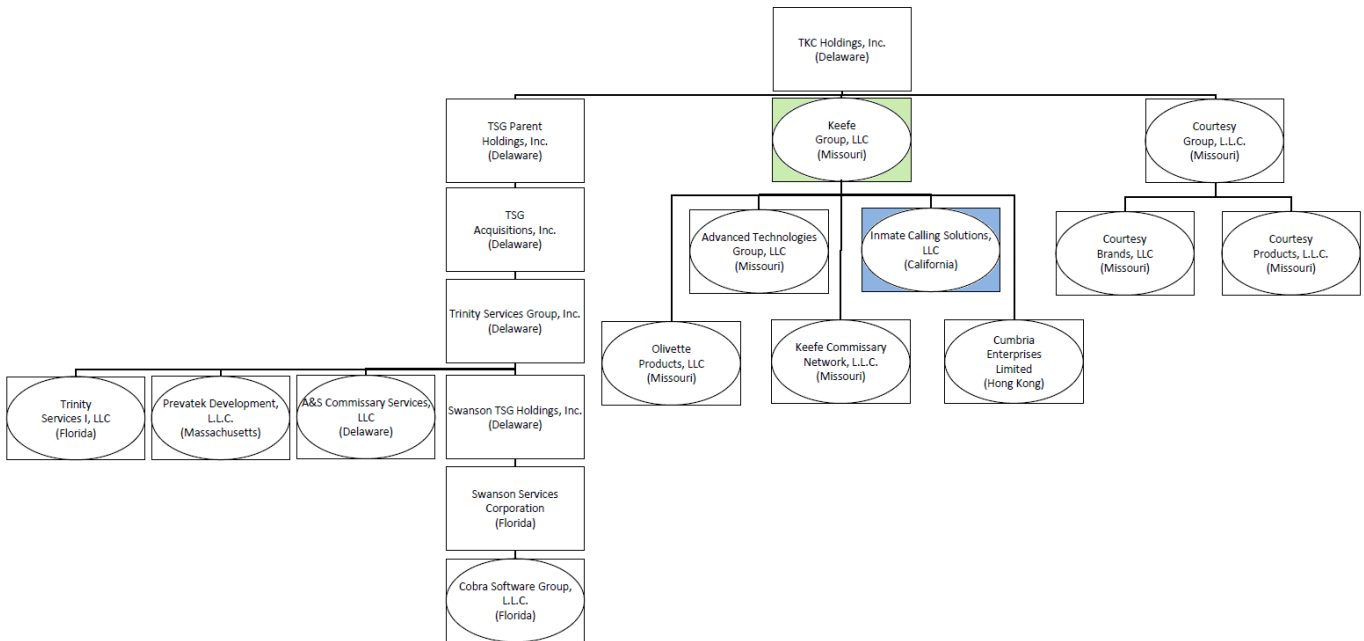 TKC Holdings, Inc.
(Delaware)
TSG Parent
Holdings, Inc.
(Delaware)
Keefe
Group, LLC
(Missouri)
Courtesy
Group, L.L.C.
(Missouri)
TSG
Acquisitions, Inc.
(Delaware)
Advanced Technologies
Group, LLC
(Missouri)
Inmate Calling Solutions,
LLC
(California)
Courtesy
Brands, LLC
(Missouri)
Courtesy
Products, L.L.C.
(Missouri)
Trinity Services Group, Inc.
(Delaware)
Olivette
Products, LLC
(Missouri)
Keefe Commissary
Network, L.L.C.
(Missouri)
Cumbria
Enterprises
Limited
(Hong Kong)
Trinity
Services I, LLC
(Florida)
Prevatek Development,
L.L.C.
(Massachusetts)
A&S Commissary Services,
LLC
(Delaware)
Swanson TSG Holdings, Inc.
(Delaware)
Swanson Services
Corporation
(Florida)
Cobra Software Group,
L.L.C.
(Florida)